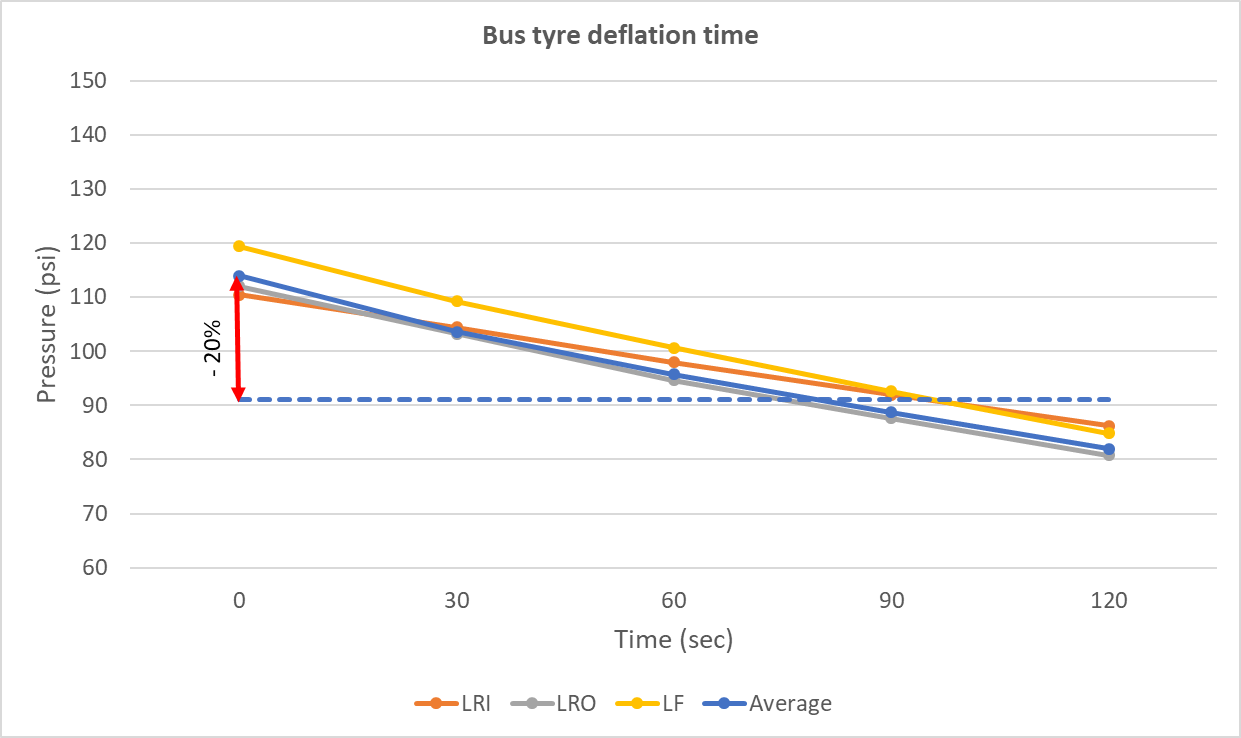 Bus tyre deflation time
150
140
130
120
110
100
90
80
70
60
Pressure (psi)
- 20%
0 30 60 90 120
Time (sec)
LRI LRO LF Average